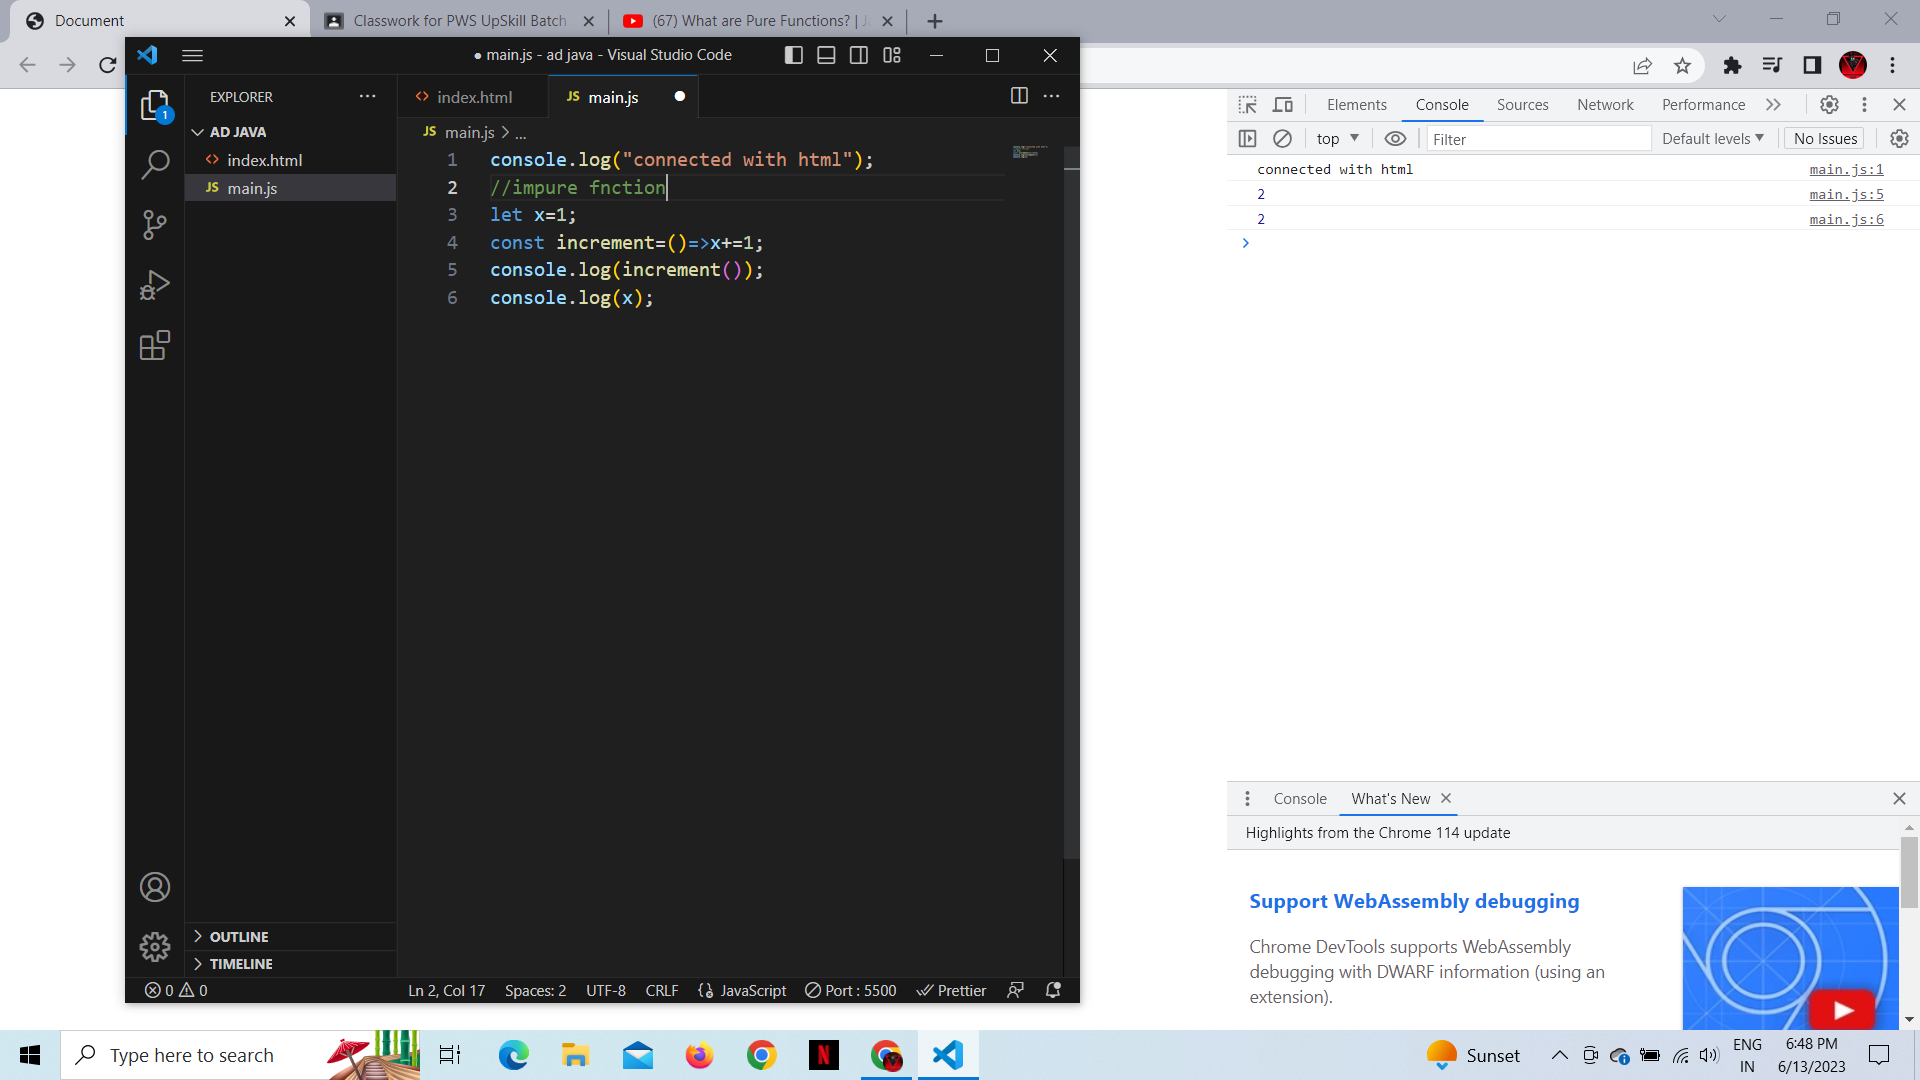 Document
Classwork for PWS UpSkill Batch
(67) What are Pure Functions? |
main.js - ad java - Visual Studio Code
EXPLORER
index.html
JS main.js
Elements
Console
Sources
Network
Performance
AD JAVA
index.html
JS main.js
JS main.js > ...
top
Filter
Default levels
No Issues
1 console.log("connected with html");
2 //impure fnction
3 let x=1;
4 const increment=()=>x+=1;
5 console.log(increment());
6 console.log(x);
connected with html main.js:1
2 main.js:5
2 main.js:6
1
Console
What's New
Highlights from the Chrome 114 update
Support WebAssembly debugging
Chrome DevTools supports WebAssembly
debugging with DWARF information (using an
extension).
OUTLINE
TIMELINE
0 0
Ln 2, Col 17
Spaces: 2
UTF-8
CRLF
JavaScript
Port : 5500
Prettier
Type here to search
N
Sunset
ENG
IN
6:48 PM
6/13/2023